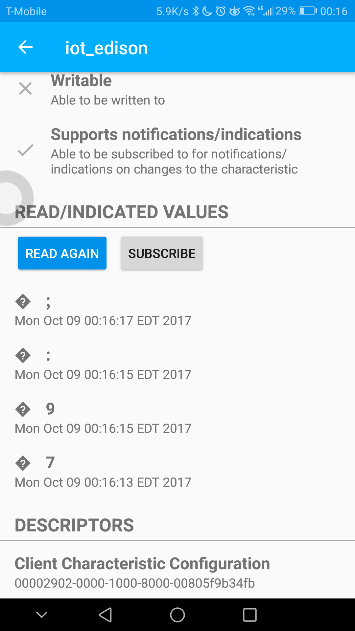 T-Mobile 5.9K/s 29% 00:16
iot_edison
Writable
Able to be written to
Supports notifications/indications
Able to be subscribed to for notifications/
indications on changes to the characteristic
READ/INDICATED VALUES
READ AGAIN SUBSCRIBE
� ;
Mon Oct 09 00:16:17 EDT 2017
� :
Mon Oct 09 00:16:15 EDT 2017
� 9
Mon Oct 09 00:16:15 EDT 2017
� 7
Mon Oct 09 00:16:13 EDT 2017
DESCRIPTORS
Client Characteristic Configuration
00002902-0000-1000-8000-00805f9b34fb